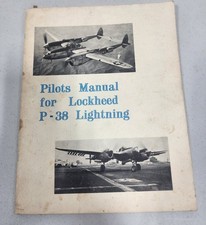 Pilots Manual
for Lockheed
P-38 Lightning